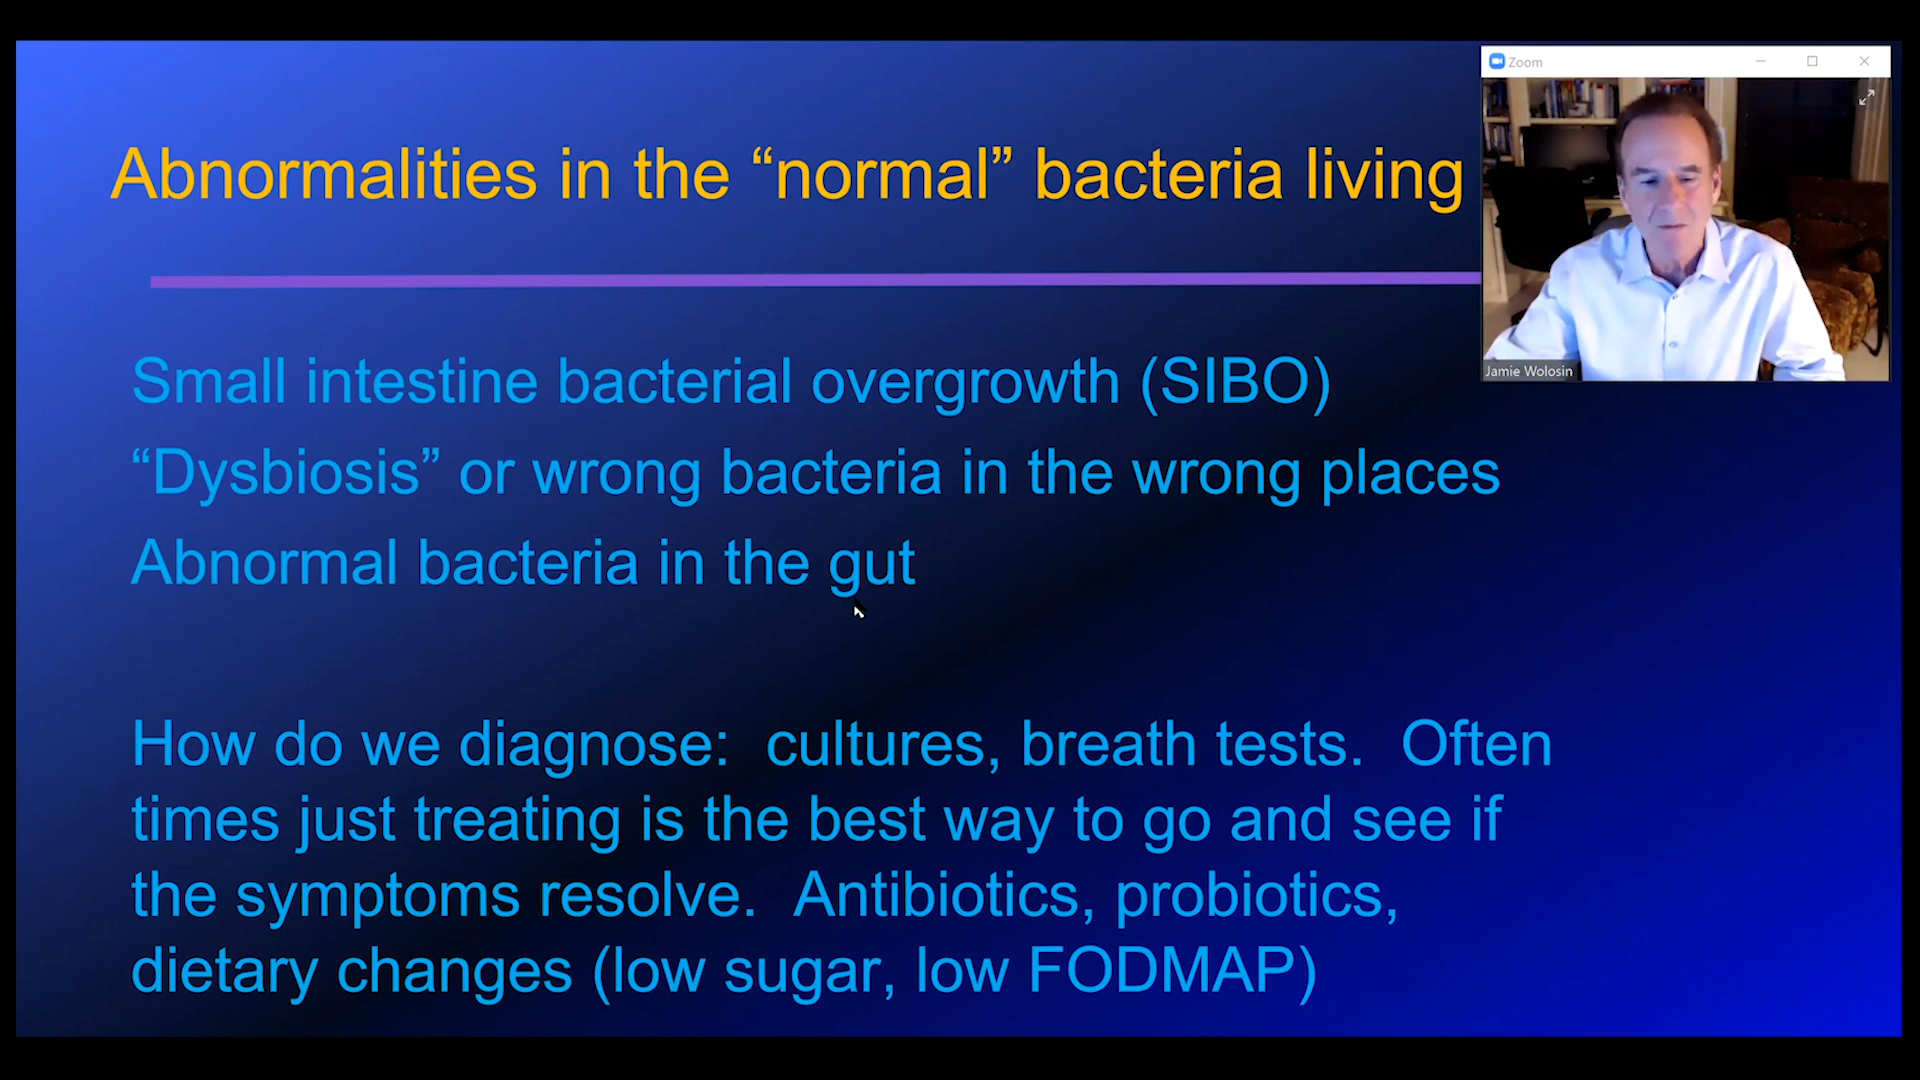 Zoom
Abnormalities in the “normal” bacteria living
Small intestine bacterial overgrowth (SIBO)
Jamie Wolosin
“Dysbiosis” or wrong bacteria in the wrong places
Abnormal bacteria in the gut
How do we diagnose:  cultures, breath tests.  Often
times just treating is the best way to go and see if
the symptoms resolve.  Antibiotics, probiotics,
dietary changes (low sugar, low FODMAP)